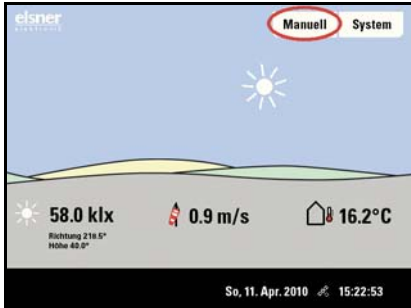 elsner
elektronik
Manuell System
58.0 klx
Richtung 216.5°
Höhe 40.0°
0.9 m/s
16.2°C
So, 11. Apr. 2010 15:22:53